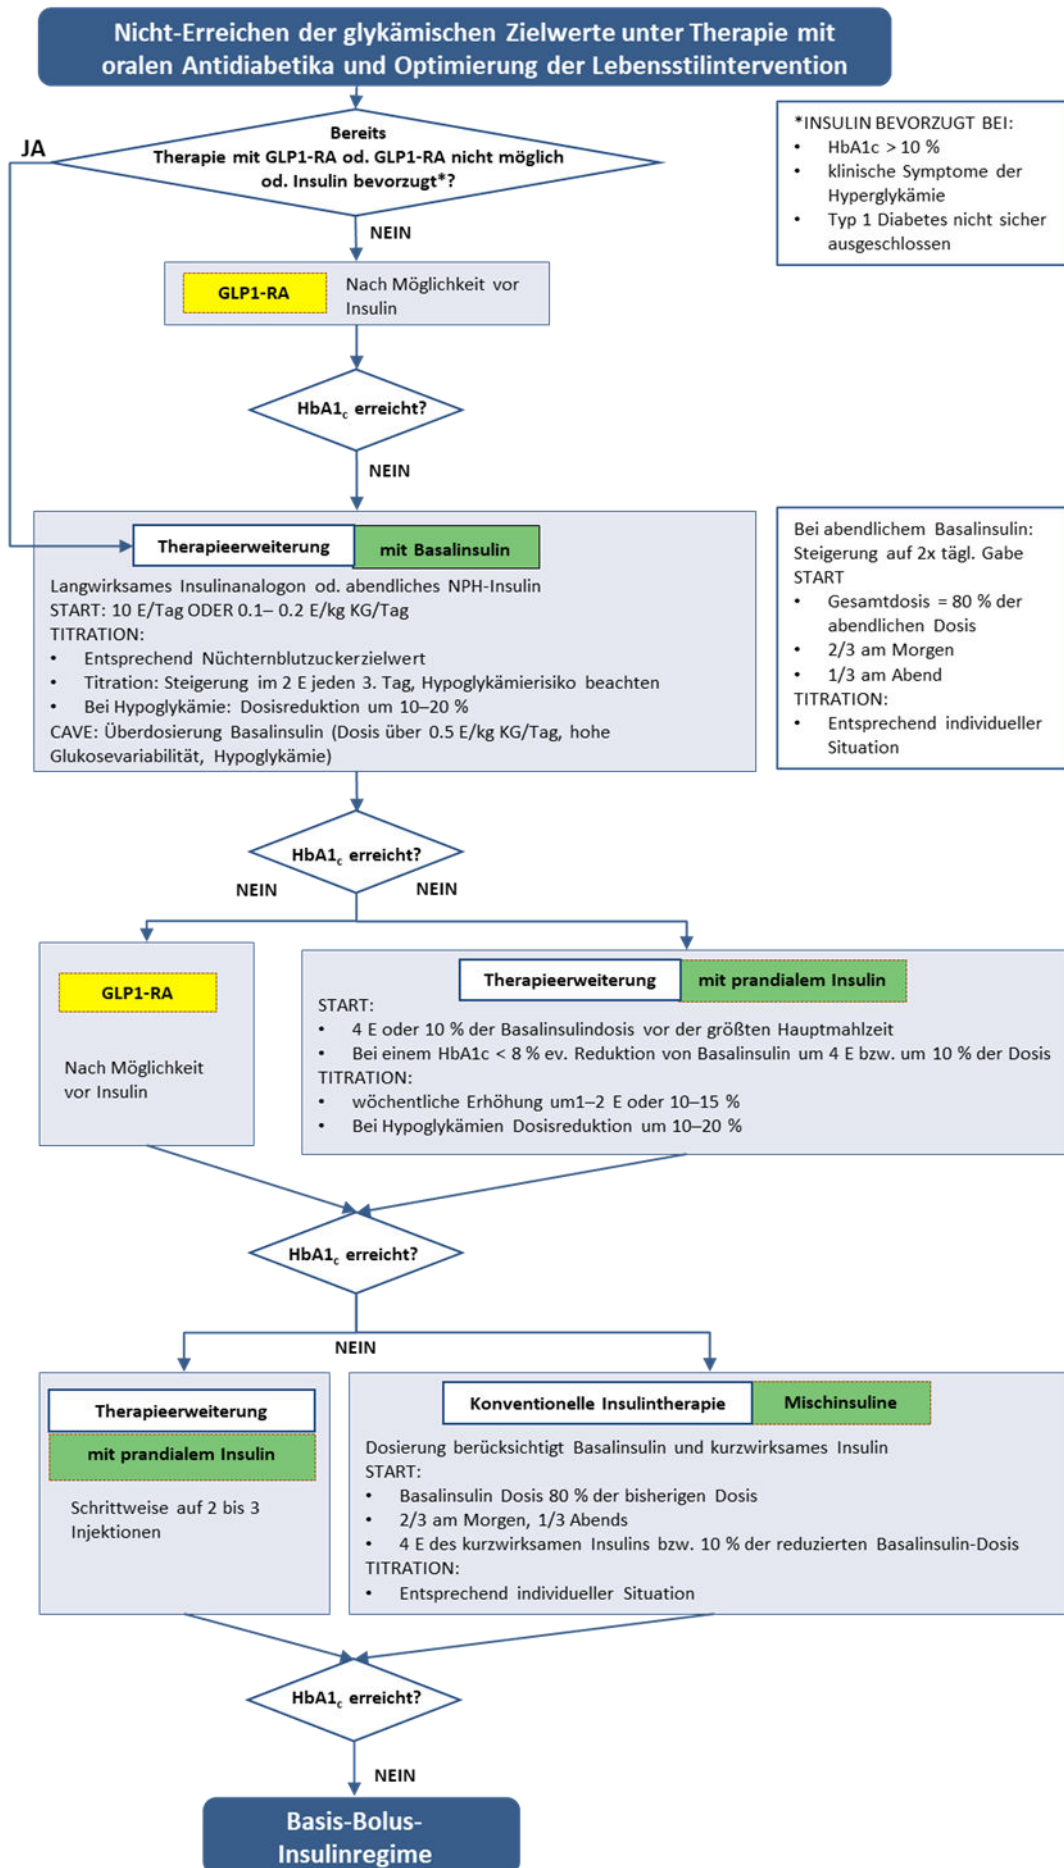 Nicht-Erreichen der glykämischen Zielwerte unter Therapie mit
oralen Antidiabetika und Optimierung der Lebensstilintervention
Bereits
Therapie mit GLP1-RA od. GLP1-RA nicht möglich
od. Insulin bevorzugt*?
JA
NEIN
*INSULIN BEVORZUGT BEI:
• HbA1c > 10 %
• klinische Symptome der
Hyperglykämie
• Typ 1 Diabetes nicht sicher
ausgeschlossen
GLP1-RA
Nach Möglichkeit vor
Insulin
HbA1c erreicht?
NEIN
Therapieerweiterung
mit Basalinsulin
Langwirksames Insulinanalogon od. abendliches NPH-Insulin
START: 10 E/Tag ODER 0.1– 0.2 E/kg KG/Tag
TITRATION:
• Entsprechend Nüchternblutzuckerzielwert
• Titration: Steigerung im 2 E jeden 3. Tag, Hypoglykämierisiko beachten
• Bei Hypoglykämie: Dosisreduktion um 10–20 %
CAVE: Überdosierung Basalinsulin (Dosis über 0.5 E/kg KG/Tag, hohe
Glukosevariabilität, Hypoglykämie)
Bei abendlichem Basalinsulin:
Steigerung auf 2x tägl. Gabe
START
• Gesamtdosis = 80 % der
abendlichen Dosis
• 2/3 am Morgen
• 1/3 am Abend
TITRATION:
• Entsprechend individueller
Situation
HbA1c erreicht?
NEIN
NEIN
GLP1-RA
Nach Möglichkeit
vor Insulin
Therapieerweiterung
mit prandialem Insulin
START:
• 4 E oder 10 % der Basalinsulindosis vor der größten Hauptmahlzeit
• Bei einem HbA1c < 8 % ev. Reduktion von Basalinsulin um 4 E bzw. um 10 % der Dosis
TITRATION:
• wöchentliche Erhöhung um1–2 E oder 10–15 %
• Bei Hypoglykämien Dosisreduktion um 10–20 %
HbA1c erreicht?
NEIN
Therapieerweiterung
mit prandialem Insulin
Schrittweise auf 2 bis 3
Injektionen
Konventionelle Insulintherapie
Mischinsuline
Dosierung berücksichtigt Basalinsulin und kurzwirksames Insulin
START:
• Basalinsulin Dosis 80 % der bisherigen Dosis
• 2/3 am Morgen, 1/3 Abends
• 4 E des kurzwirksamen Insulins bzw. 10 % der reduzierten Basalinsulin-Dosis
TITRATION:
• Entsprechend individueller Situation
HbA1c erreicht?
NEIN
Basis-Bolus-
Insulinregime